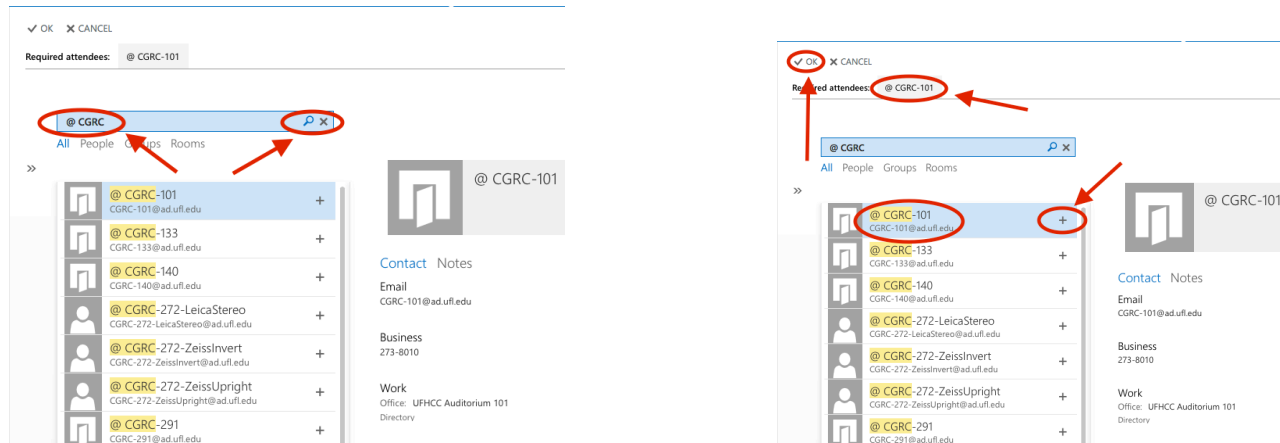 OK CANCEL
Required attendees: @ CGRC-101
@ CGRC
All People Groups Rooms
@ CGRC-101
CGRC-101@ad.ufl.edu
@ CGRC-133
CGRC-133@ad.ufl.edu
@ CGRC-140
CGRC-140@ad.ufl.edu
@ CGRC-272-LeicaStereo
CGRC-272-LeicaStereo@ad.ufl.edu
@ CGRC-272-ZeissInvert
CGRC-272-ZeissInvert@ad.ufl.edu
@ CGRC-272-ZeissUpright
CGRC-272-ZeissUpright@ad.ufl.edu
@ CGRC-291
CGRC-291@ad.ufl.edu
@ CGRC-101
Contact Notes
Email
CGRC-101@ad.ufl.edu
Business
273-8010
Work
Office: UFHCC Auditorium 101
Directory
OK CANCEL
Required attendees: @ CGRC-101
@ CGRC
All People Groups Rooms
@ CGRC-101
CGRC-101@ad.ufl.edu
@ CGRC-133
CGRC-133@ad.ufl.edu
@ CGRC-140
CGRC-140@ad.ufl.edu
@ CGRC-272-LeicaStereo
CGRC-272-LeicaStereo@ad.ufl.edu
@ CGRC-272-ZeissInvert
CGRC-272-ZeissInvert@ad.ufl.edu
@ CGRC-272-ZeissUpright
CGRC-272-ZeissUpright@ad.ufl.edu
@ CGRC-291
CGRC-291@ad.ufl.edu
@ CGRC-101
Contact Notes
Email
CGRC-101@ad.ufl.edu
Business
273-8010
Work
Office: UFHCC Auditorium 101
Directory